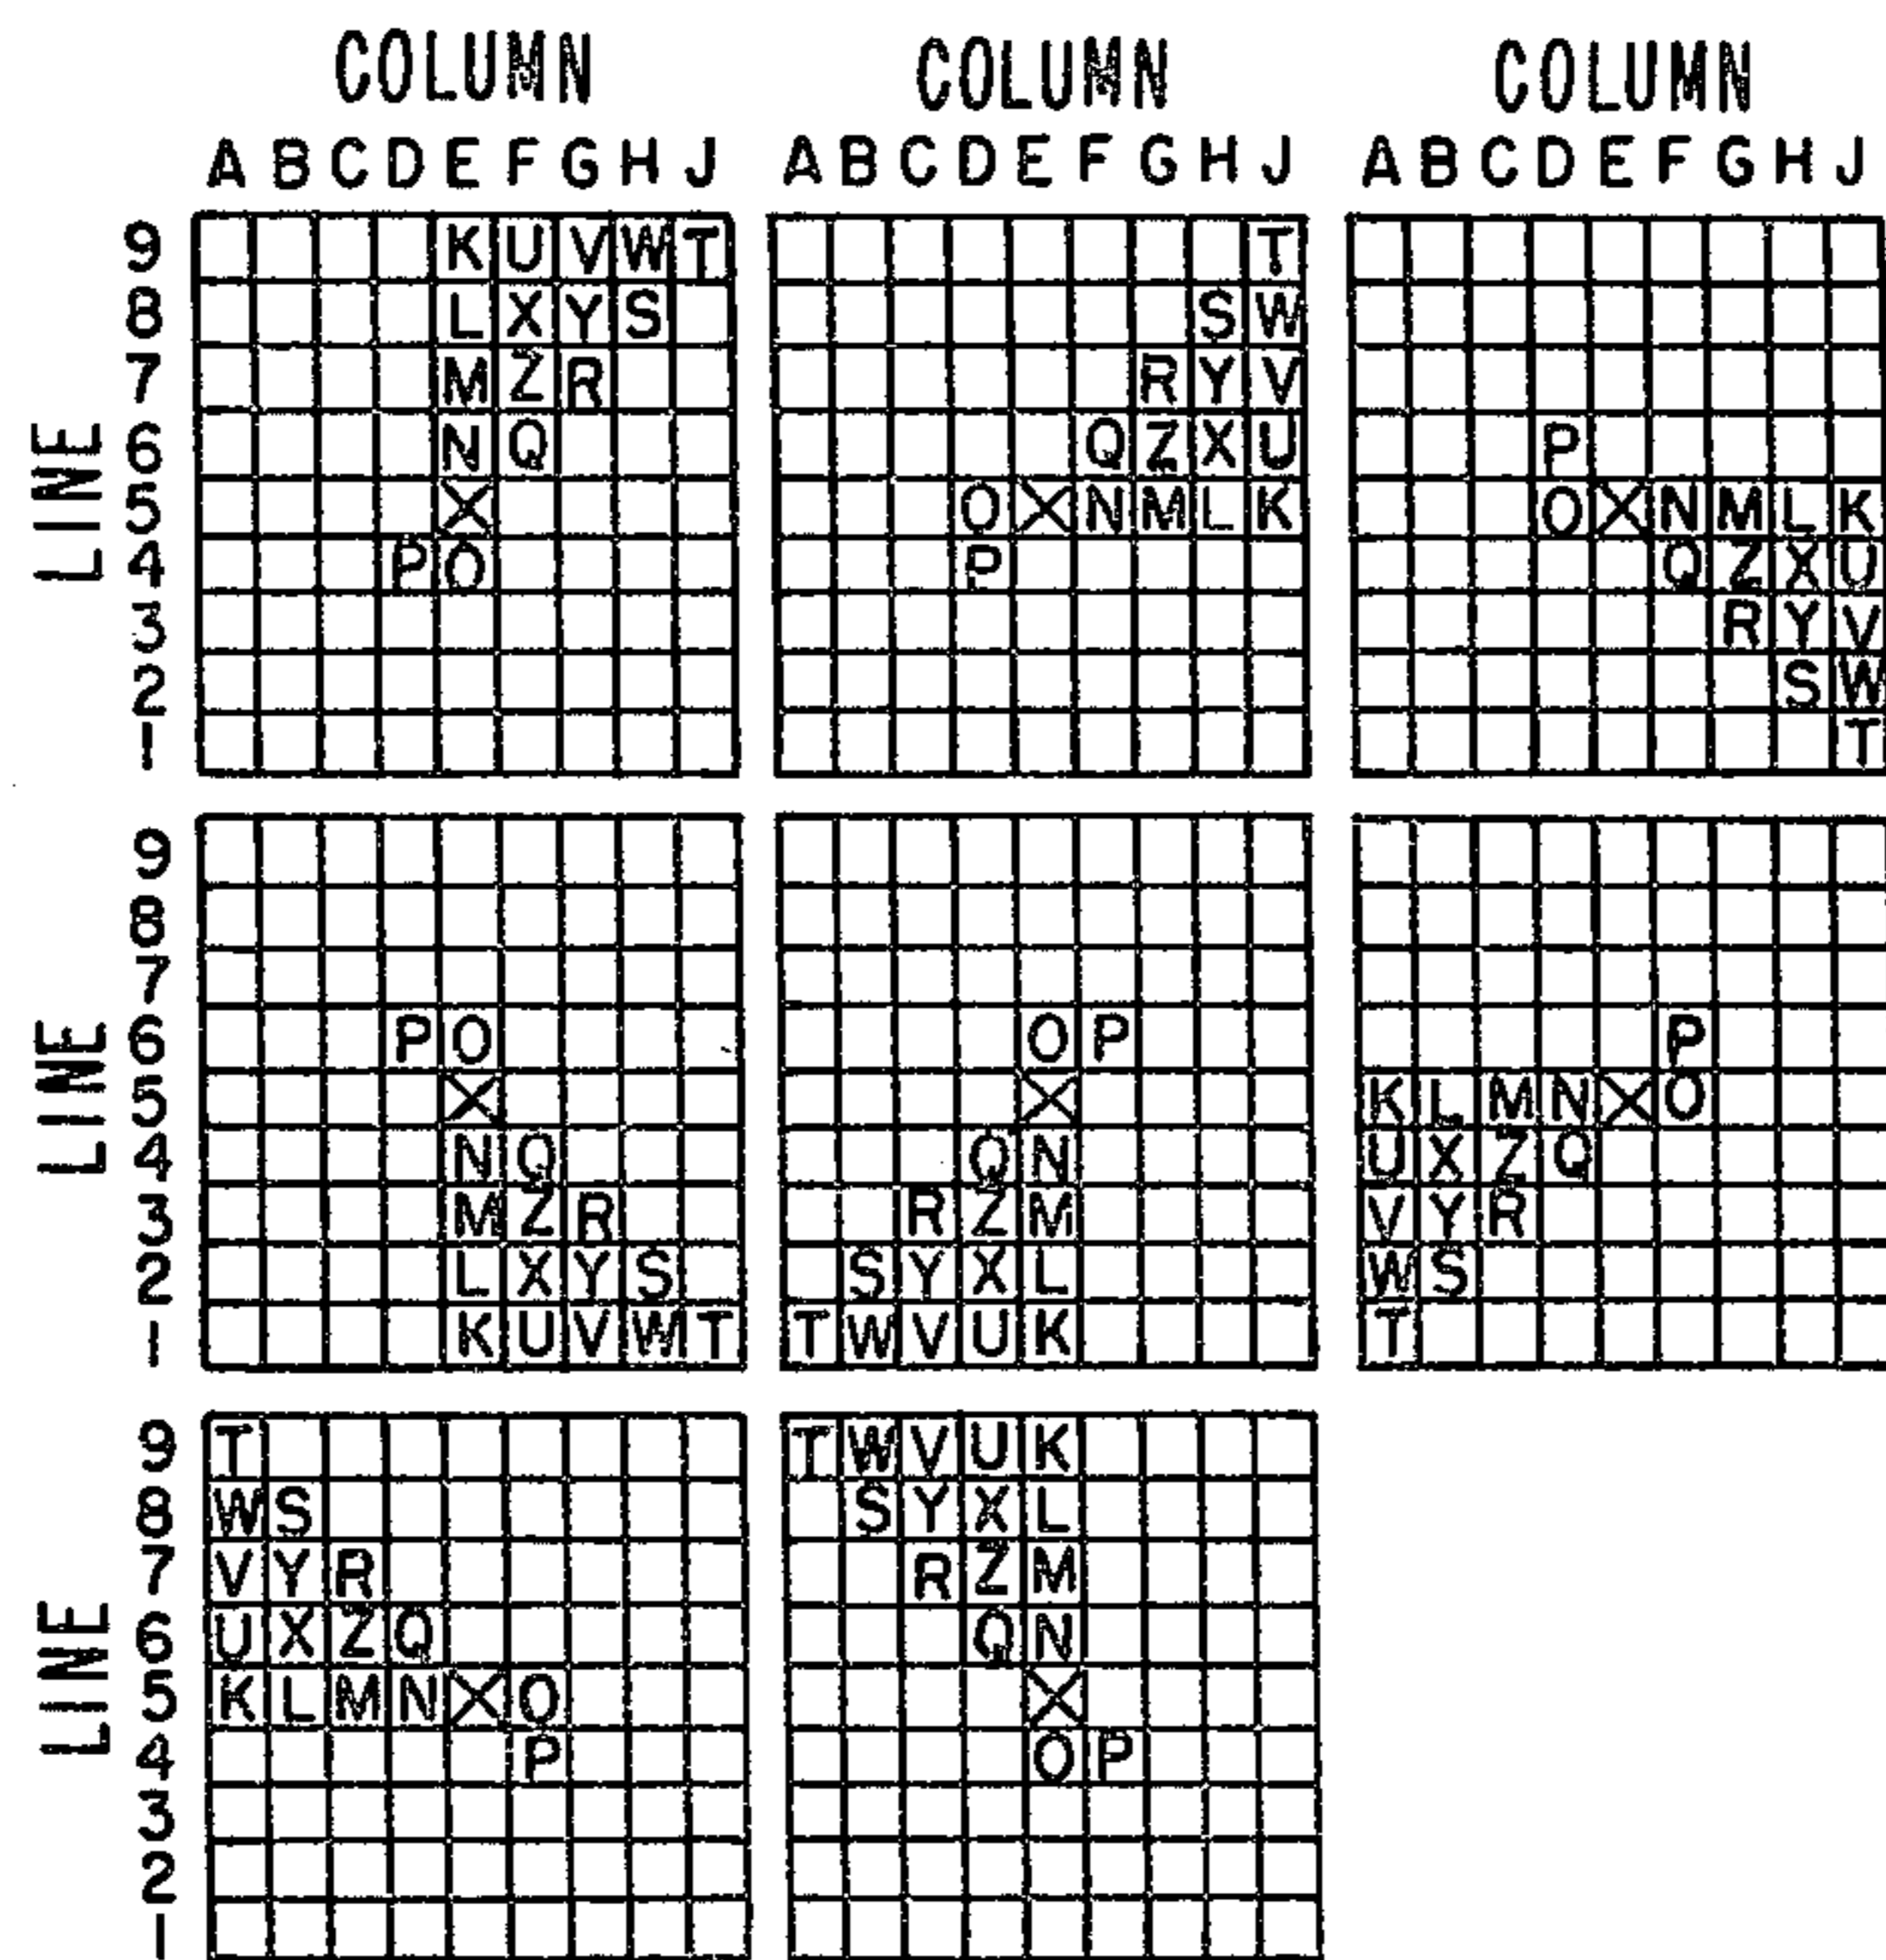 COLUMN COLUMN COLUMN
A B C D E F G H J A B C D E F G H J A B C D E F G H J
9 K U V W T T
8 L X Y S S W
7 M Z R R Y V
6 N Q Q Z X U P
LINE 5 X O X N M L K O X N M L K
4 P O P Q Z X U
3 R Y V
2 S W
1 T
9
8
7
6 P O O P P
LINE 5 X X K L M N X O
4 N Q Q N U X Z Q
3 M Z R R Z M V Y R
2 L X Y S S Y X L W S
1 K U V W T T W V U K T
9 T T W V U K
8 W S S Y X L
7 V Y R R Z M
6 U X Z Q Q N
LINE 5 K L M N X O X
4 P O P
3
2
1